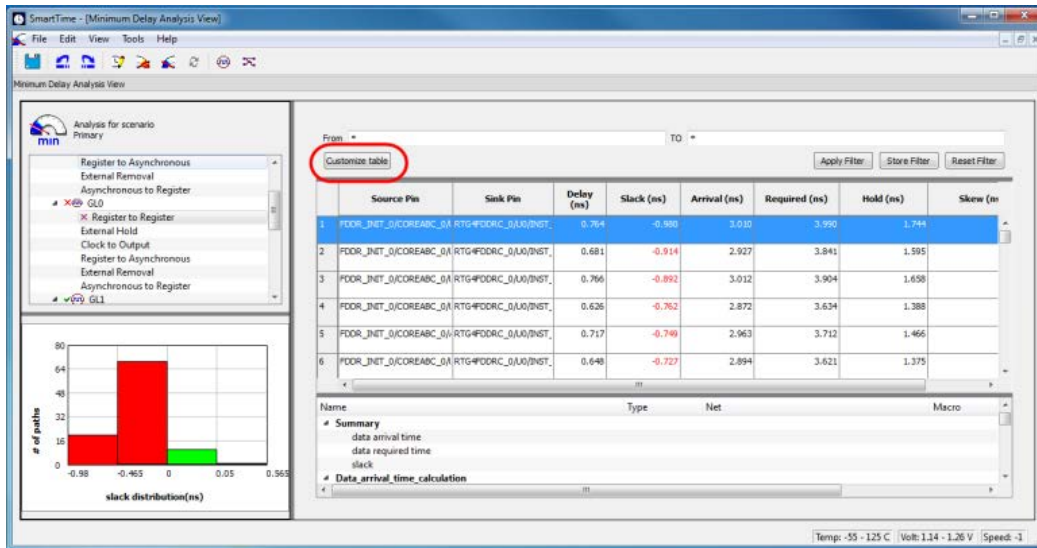 SmartTime - [Minimum Delay Analysis View]
File Edit View Tools Help
Minimum Delay Analysis View
Analysis for scenario
Primary
min
Register to Asynchronous
External Removal
Asynchronous to Register
GL0
Register to Register
External Hold
Clock to Output
Register to Asynchronous
External Removal
Asynchronous to Register
GL1
80
64
48
32
16
0
# of paths
-0.98 -0.465 0 0.05 0.565
slack distribution(ns)
From * TO *
Customize table Apply Filter Store Filter Reset Filter
Source Pin Sink Pin Delay (ns) Slack (ns) Arrival (ns) Required (ns) Hold (ns) Skew (n
1 FDDR_INIT_0/COREABC_0/ RTG4FDDRC_0/U0/INST_ 0.764 -0.980 3.010 3.990 1.744
2 FDDR_INIT_0/COREABC_0/ RTG4FDDRC_0/U0/INST_ 0.681 -0.914 2.927 3.841 1.595
3 FDDR_INIT_0/COREABC_0/ RTG4FDDRC_0/U0/INST_ 0.766 -0.892 3.012 3.904 1.658
4 FDDR_INIT_0/COREABC_0/ RTG4FDDRC_0/U0/INST_ 0.626 -0.762 2.872 3.634 1.388
5 FDDR_INIT_0/COREABC_0/ RTG4FDDRC_0/U0/INST_ 0.717 -0.749 2.963 3.712 1.466
6 FDDR_INIT_0/COREABC_0/ RTG4FDDRC_0/U0/INST_ 0.648 -0.727 2.894 3.621 1.375
Name Type Net Macro
Summary
data arrival time
data required time
slack
Data_arrival_time_calculation
Temp: -55 - 125 C Volt: 1.14 - 1.26 V Speed: -1